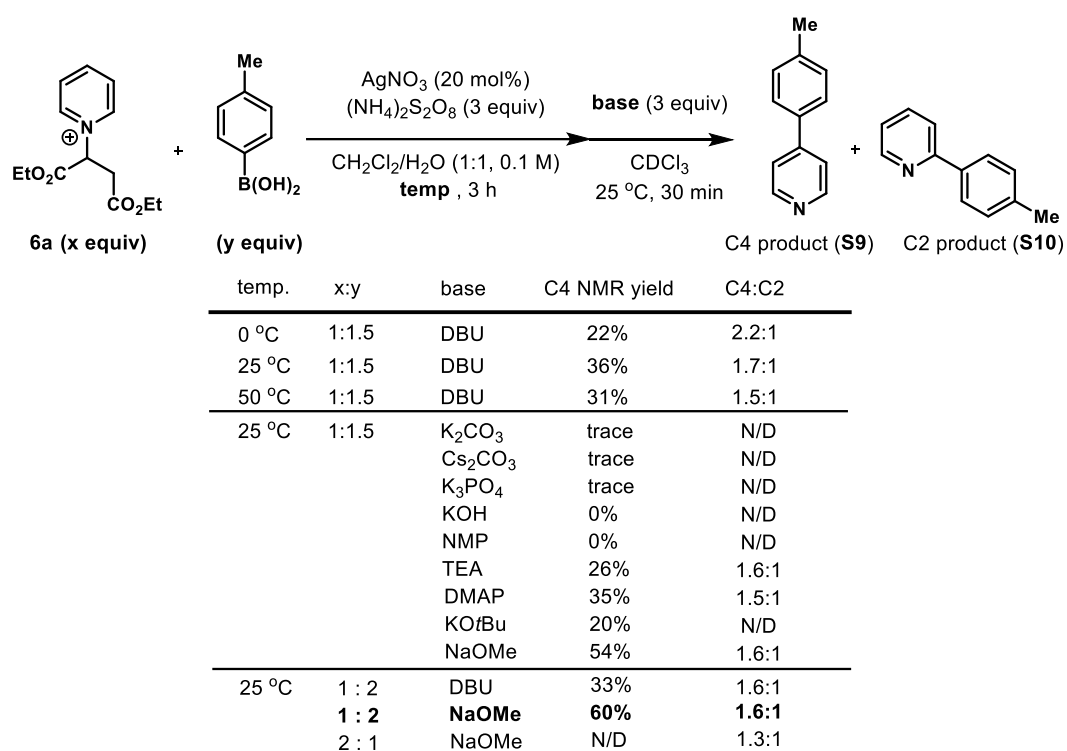 Me
Me
AgNO₃ (20 mol%)
(NH₄)₂S₂O₈ (3 equiv)
base (3 equiv)
N
⊕
+
+
N
EtO₂C
B(OH)₂
CH₂Cl₂/H₂O (1:1, 0.1 M)
temp , 3 h
CDCl₃
25 °C, 30 min
CO₂Et
N
Me
6a (x equiv)
(y equiv)
C4 product (S9)
C2 product (S10)
temp. x:y base C4 NMR yield C4:C2
0 °C 1:1.5 DBU 22% 2.2:1
25 °C 1:1.5 DBU 36% 1.7:1
50 °C 1:1.5 DBU 31% 1.5:1
25 °C 1:1.5 K₂CO₃ trace N/D
Cs₂CO₃ trace N/D
K₃PO₄ trace N/D
KOH 0% N/D
NMP 0% N/D
TEA 26% 1.6:1
DMAP 35% 1.5:1
KOtBu 20% N/D
NaOMe 54% 1.6:1
25 °C 1 : 2 DBU 33% 1.6:1
1 : 2 NaOMe 60% 1.6:1
2 : 1 NaOMe N/D 1.3:1